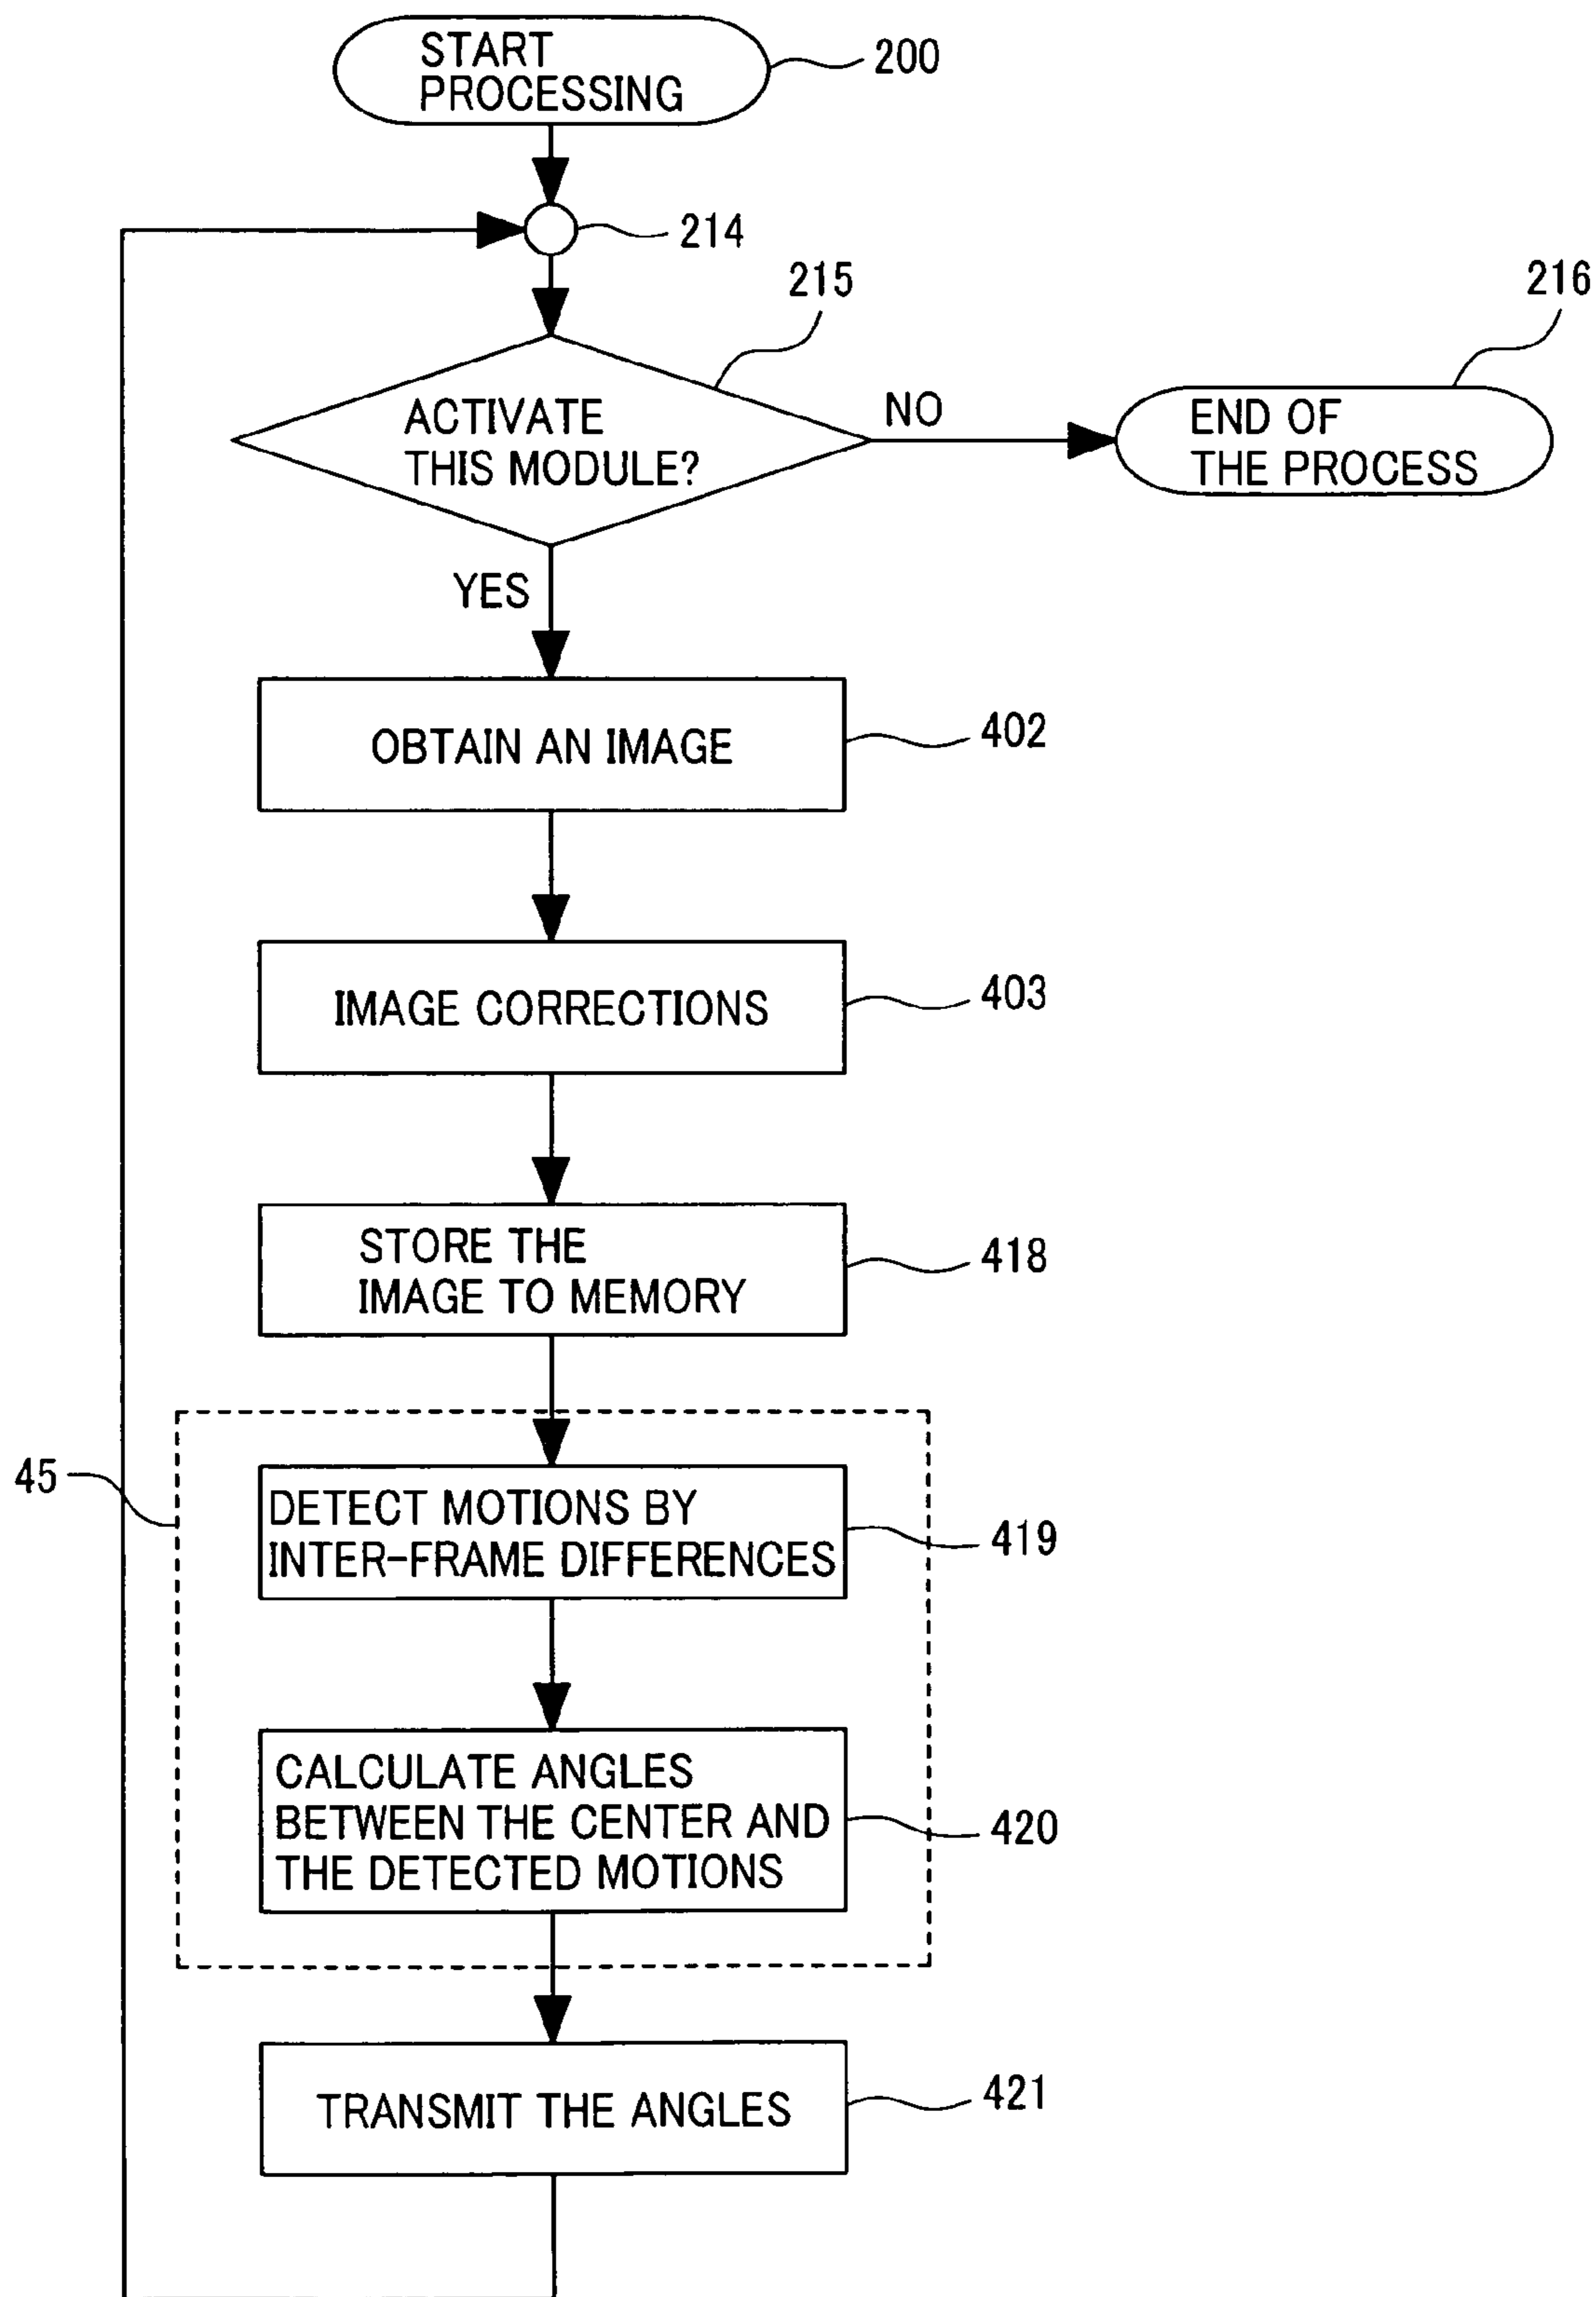 START
PROCESSING
200
214
215
216
ACTIVATE
THIS MODULE?
NO
END OF
THE PROCESS
YES
OBTAIN AN IMAGE
402
IMAGE CORRECTIONS
403
STORE THE
IMAGE TO MEMORY
418
45
DETECT MOTIONS BY
INTER-FRAME DIFFERENCES
419
CALCULATE ANGLES
BETWEEN THE CENTER AND
THE DETECTED MOTIONS
420
TRANSMIT THE ANGLES
421